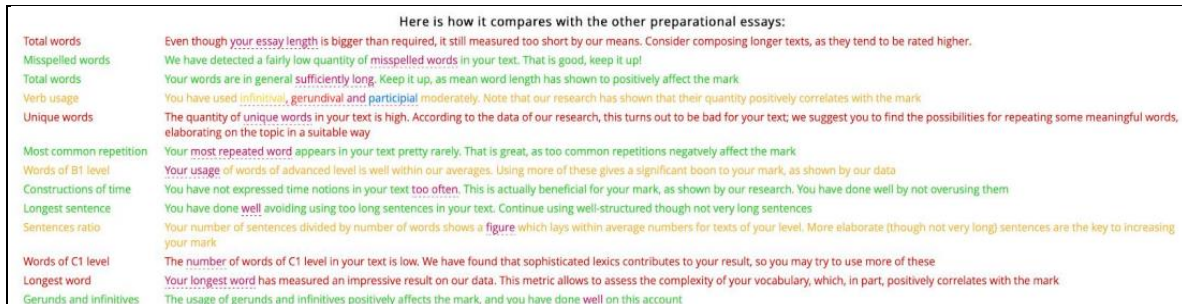 Here is how it compares with the other preparational essays:
Total words Even though your essay length is bigger than required, it still measured too short by our means. Consider composing longer texts, as they tend to be rated higher.
Misspelled words We have detected a fairly low quantity of misspelled words in your text. That is good, keep it up!
Total words Your words are in general sufficiently long. Keep it up, as mean word length has shown to positively affect the mark
Verb usage You have used infinitival, gerundival and participial moderately. Note that our research has shown that their quantity positively correlates with the mark
Unique words The quantity of unique words in your text is high. According to the data of our research, this turns out to be bad for your text; we suggest you to find the possibilities for repeating some meaningful words,
elaborating on the topic in a suitable way
Most common repetition Your most repeated word appears in your text pretty rarely. That is great, as too common repetitions negatvely affect the mark
Words of B1 level Your usage of words of advanced level is well within our averages. Using more of these gives a significant boon to your mark, as shown by our data
Constructions of time You have not expressed time notions in your text too often. This is actually beneficial for your mark, as shown by our research. You have done well by not overusing them
Longest sentence You have done well avoiding using too long sentences in your text. Continue using well-structured though not very long sentences
Sentences ratio Your number of sentences divided by number of words shows a figure which lays within average numbers for texts of your level. More elaborate (though not very long) sentences are the key to increasing
your mark
Words of C1 level The number of words of C1 level in your text is low. We have found that sophisticated lexics contributes to your result, so you may try to use more of these
Longest word Your longest word has measured an impressive result on our data. This metric allows to assess the complexity of your vocabulary, which, in part, positively correlates with the mark
Gerunds and infinitives The usage of gerunds and infinitives positively affects the mark, and you have done well on this account